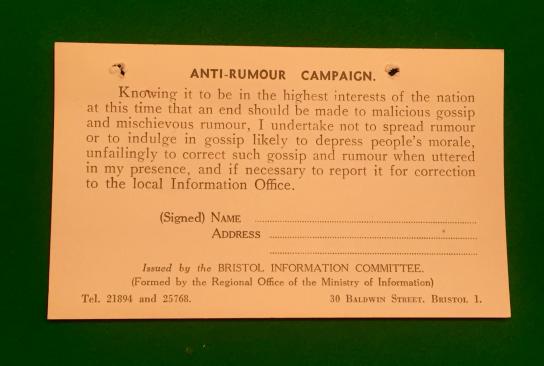 ANTI-RUMOUR CAMPAIGN.
Knowing it to be in the highest interests of the nation
at this time that an end should be made to malicious gossip
and mischievous rumour, I undertake not to spread rumour
or to indulge in gossip likely to depress people's morale,
unfailingly to correct such gossip and rumour when uttered
in my presence, and if necessary to report it for correction
to the local Information Office.
(Signed) NAME
ADDRESS
Issued by the BRISTOL INFORMATION COMMITTEE.
(Formed by the Regional Office of the Ministry of Information)
Tel. 21894 and 25768. 30 BALDWIN STREET, BRISTOL 1.